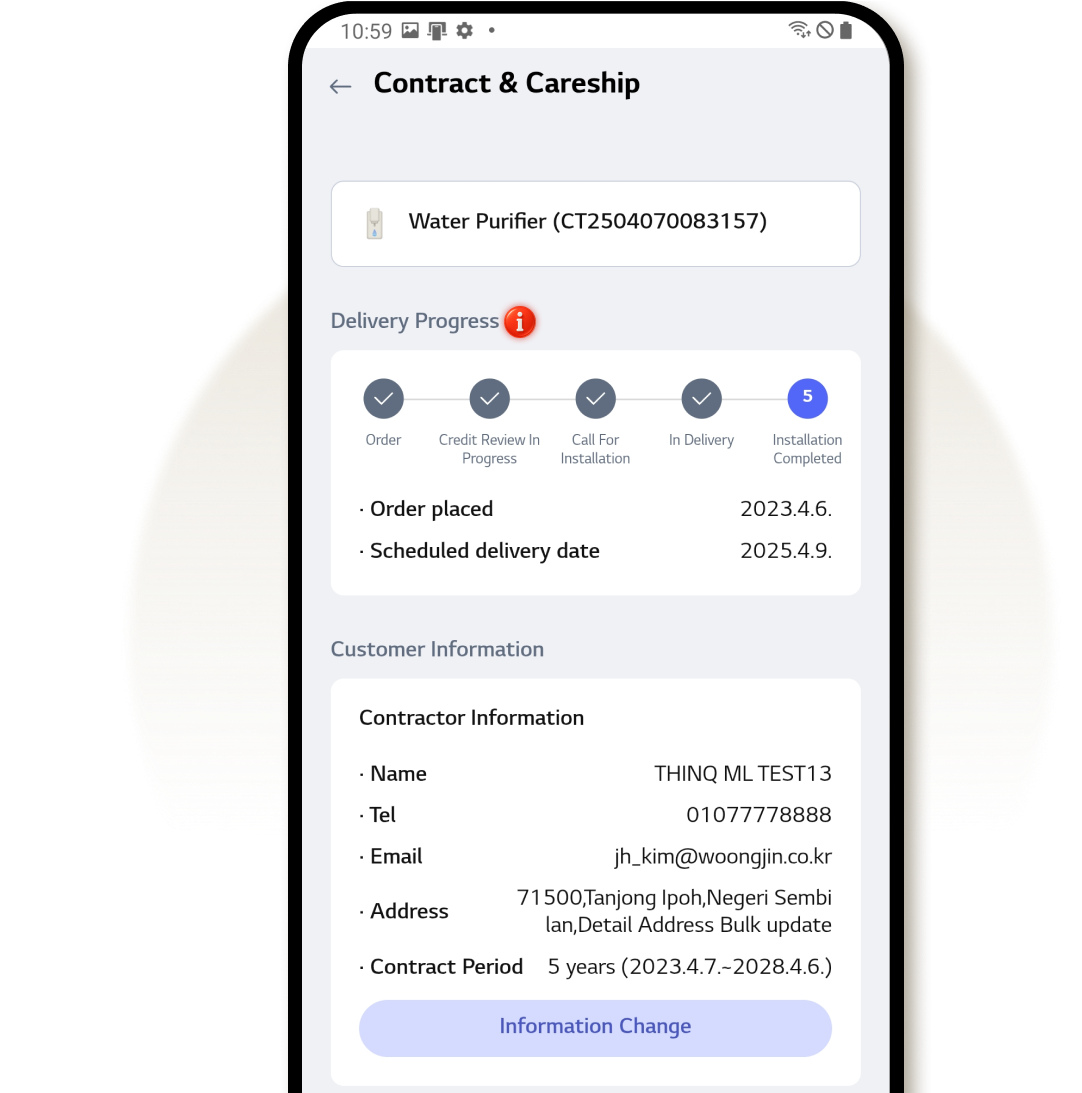 10:59
Contract & Careship
Water Purifier (CT2504070083157)
Delivery Progress i
5
Order
Credit Review In
Progress
Call For
Installation
In Delivery
Installation
Completed
· Order placed 2023.4.6.
· Scheduled delivery date 2025.4.9.
Customer Information
Contractor Information
· Name THINQ ML TEST13
· Tel 01077778888
· Email jh_kim@woongjin.co.kr
· Address 71500,Tanjong Ipoh,Negeri Sembi
lan,Detail Address Bulk update
· Contract Period 5 years (2023.4.7.~2028.4.6.)
Information Change